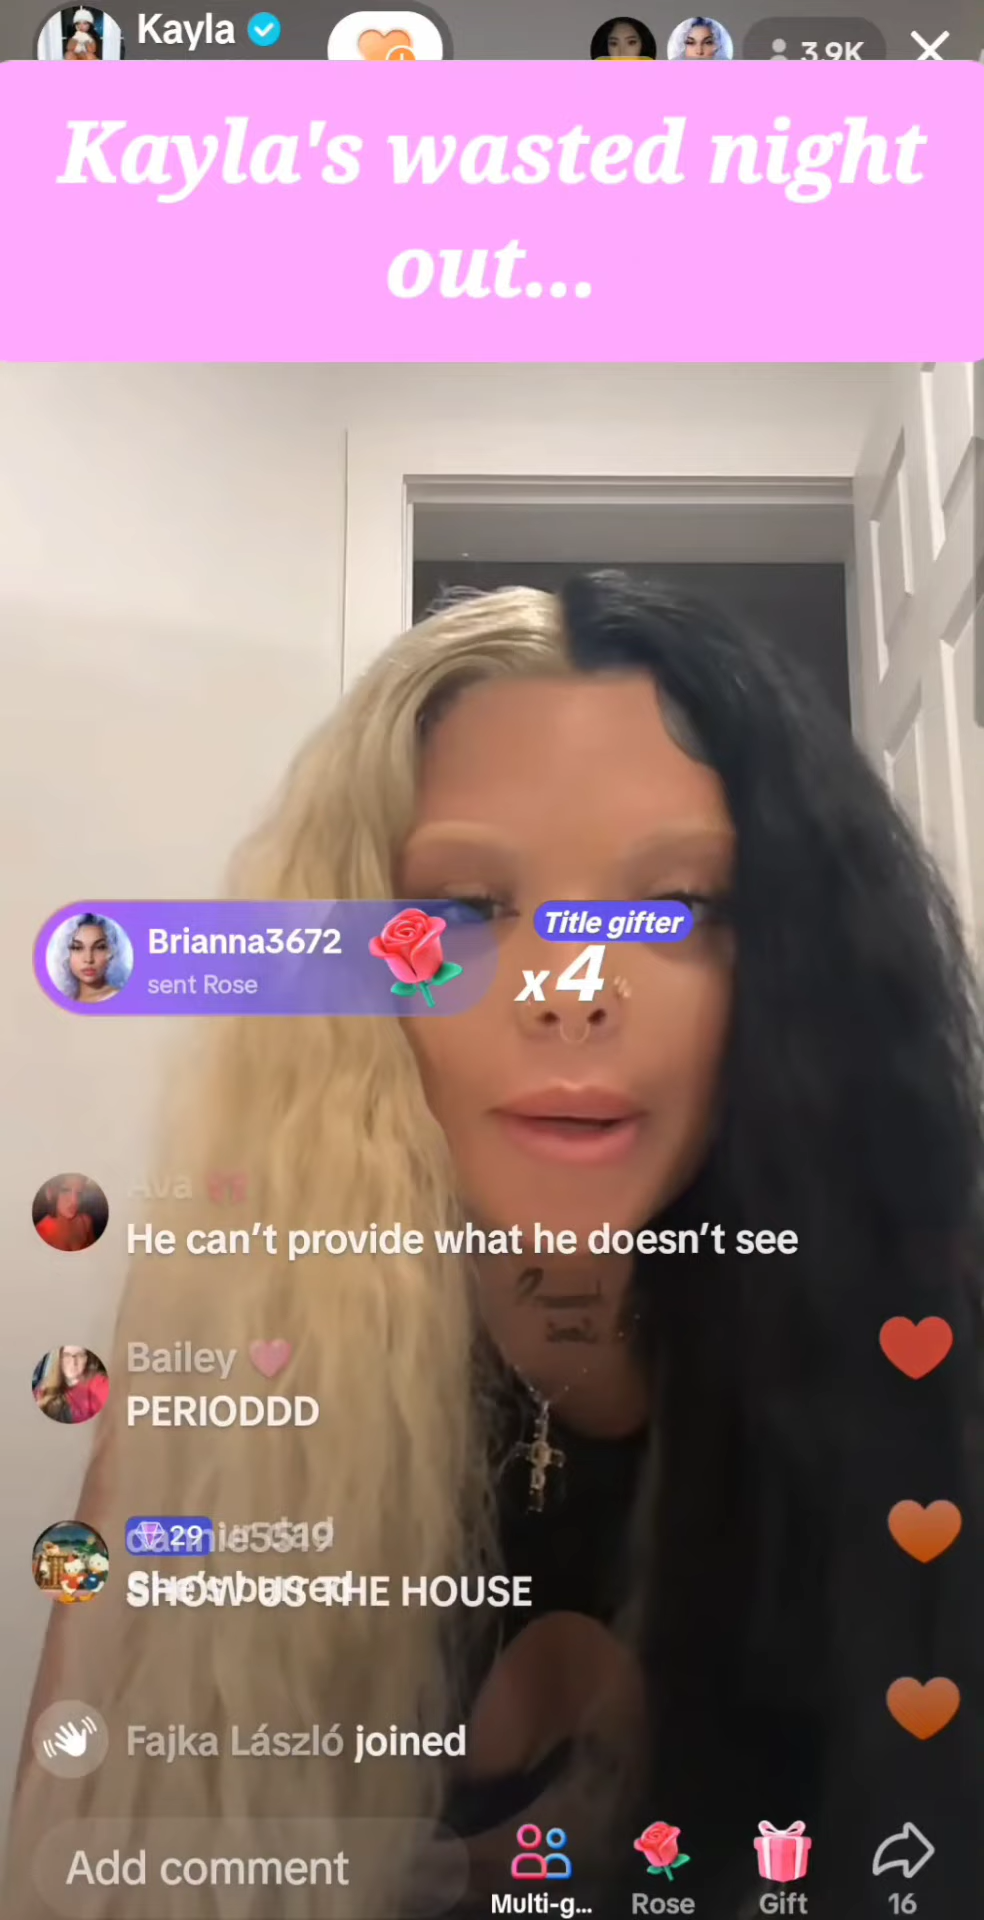 Kayla
3.9K
Kayla's wasted night
out...
Title gifter
Brianna3672
x4
sent Rose
Ava
He can't provide what he doesn't see
Bailey
PERIODDD
29
SHOW US THE HOUSE
Fajka László joined
Add comment
Multi-g...
Rose
Gift
16